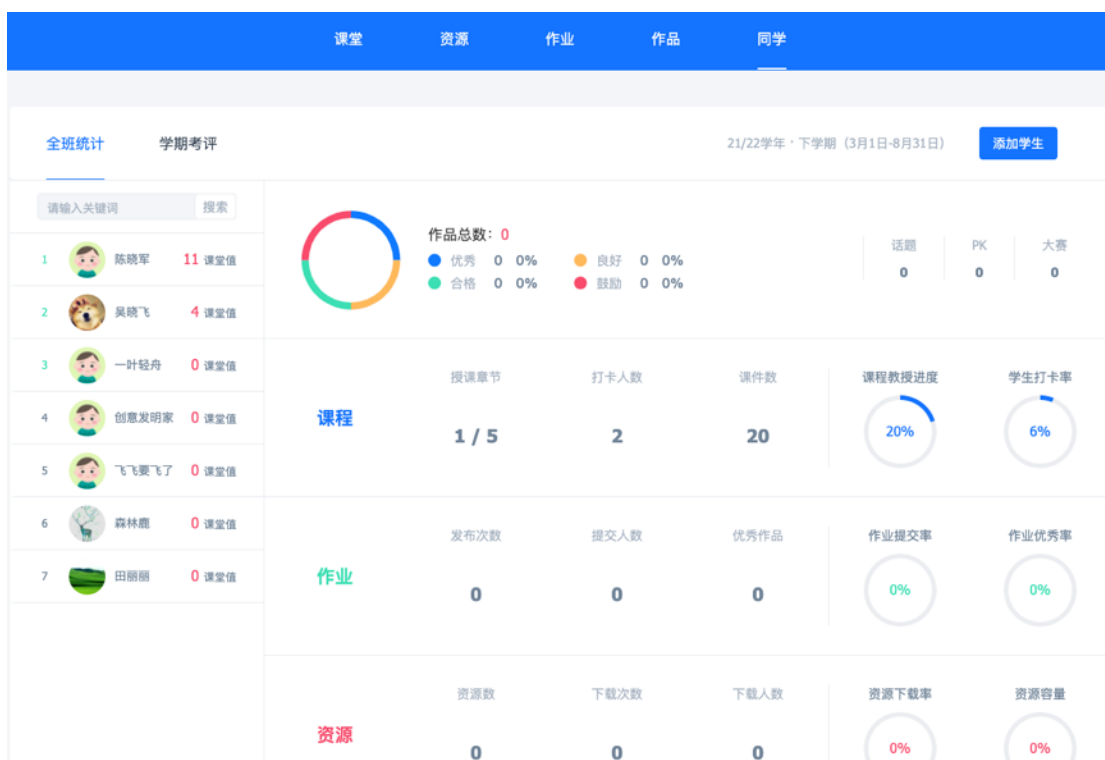 课堂 资源 作业 作品 同学
全班统计 学期考评 21/22学年 · 下学期（3月1日-8月31日） 添加学生
请输入关键词 搜索
1 陈晓军 11 课堂值
2 吴晓飞 4 课堂值
3 一叶轻舟 0 课堂值
4 创意发明家 0 课堂值
5 飞飞要飞了 0 课堂值
6 森林鹿 0 课堂值
7 田丽丽 0 课堂值
作品总数：0
优秀 0 0% 良好 0 0%
合格 0 0% 鼓励 0 0%
话题 PK 大赛
0 0 0
课程
授课章节 打卡人数 课件数 课程教授进度 学生打卡率
1 / 5 2 20 20% 6%
作业
发布次数 提交人数 优秀作品 作业提交率 作业优秀率
0 0 0 0% 0%
资源
资源数 下载次数 下载人数 资源下载率 资源容量
0 0 0 0% 0%